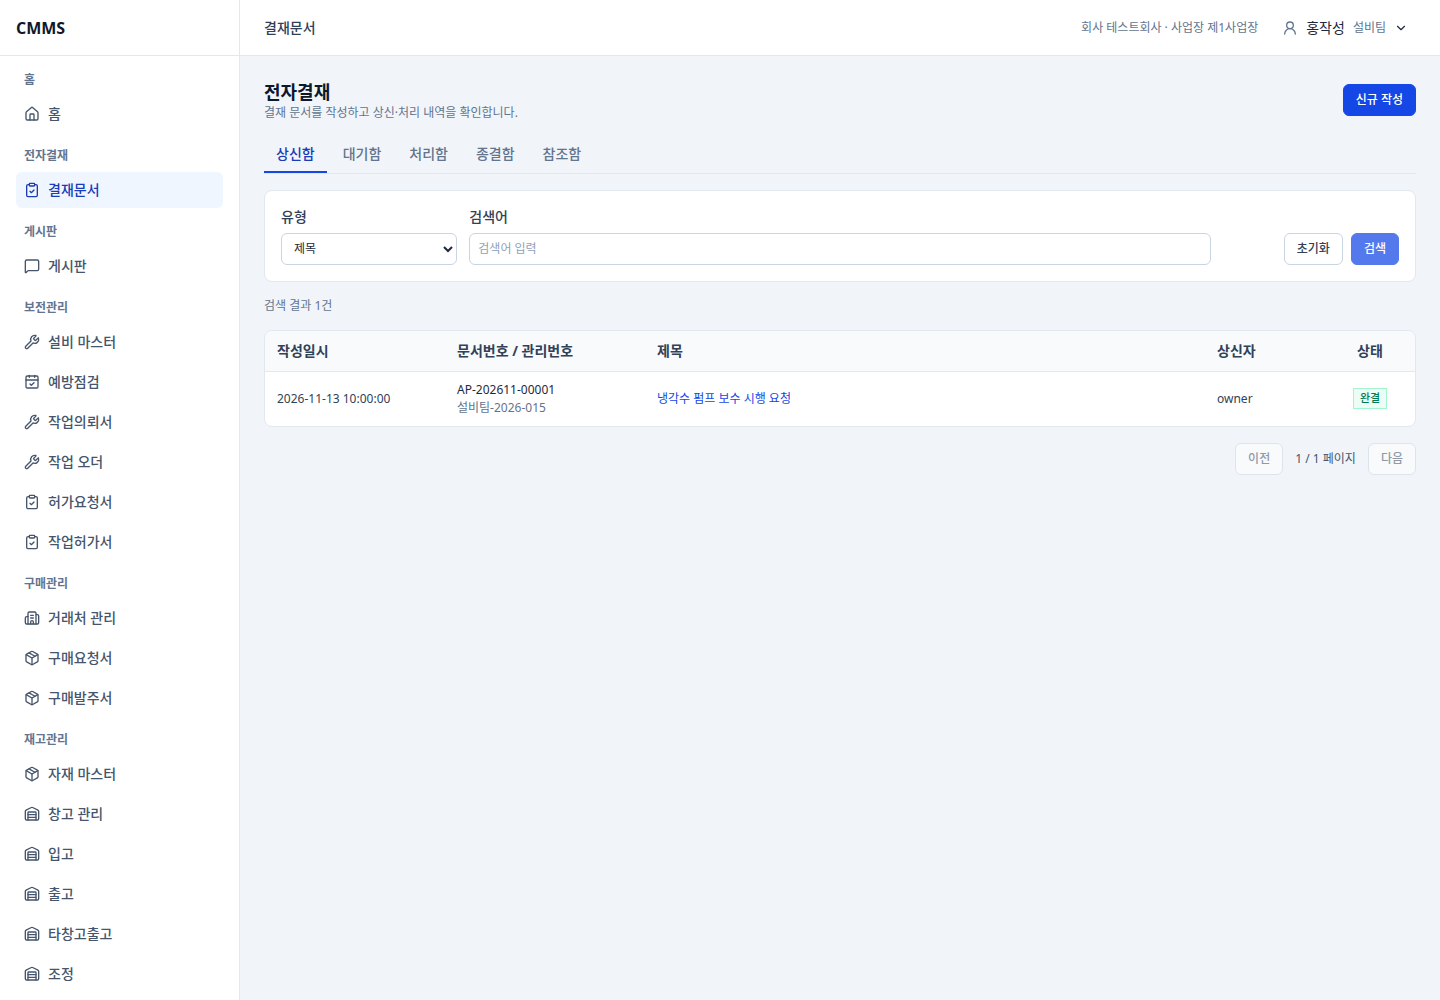 CMMS
결재문서
회사 테스트회사 · 사업장 제1사업장
홍작성 설비팀
홈
홈
전자결재
결재문서
게시판
게시판
보전관리
설비 마스터
예방점검
작업의뢰서
작업 오더
허가요청서
작업허가서
구매관리
거래처 관리
구매요청서
구매발주서
재고관리
자재 마스터
창고 관리
입고
출고
타창고출고
조정
전자결재
결재 문서를 작성하고 상신·처리 내역을 확인합니다.
신규 작성
상신함 대기함 처리함 종결함 참조함
유형 검색어
제목 검색어 입력 초기화 검색
검색 결과 1건
작성일시 문서번호 / 관리번호 제목 상신자 상태
2026-11-13 10:00:00 AP-202611-00001 냉각수 펌프 보수 시행 요청 owner 완결
설비팀-2026-015
이전 1 / 1 페이지 다음